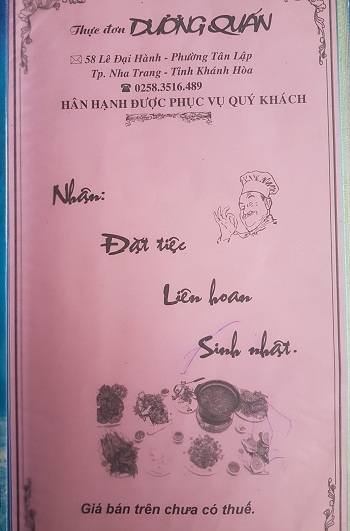 Thực đơn DƯỠNG QUÁN
58 Lê Đại Hành - Phường Tân Lập
Tp. Nha Trang - Tỉnh Khánh Hòa
0258.3516.489
HÂN HẠNH ĐƯỢC PHỤC VỤ QUÝ KHÁCH
Nhận:
Đặt tiệc
Liên hoan
Sinh nhật.
Giá bán trên chưa có thuế.